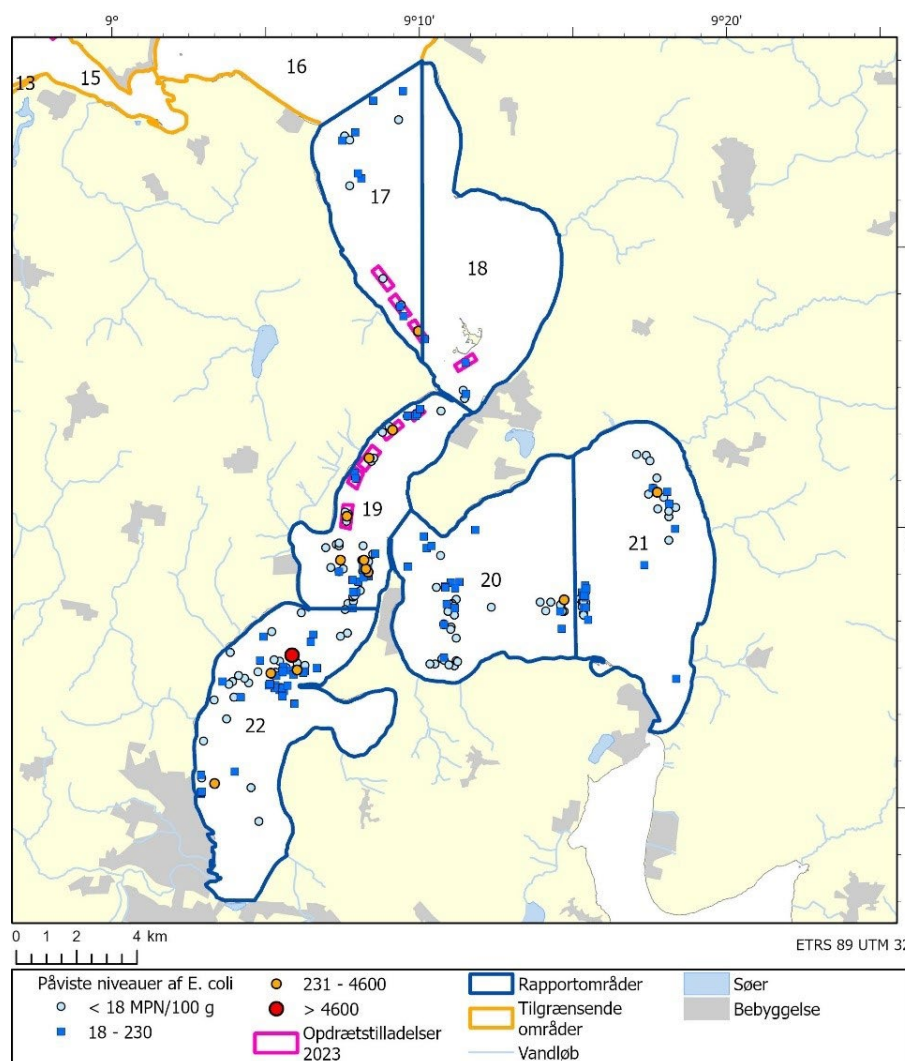 9° 9°10' 9°20'
16
15
13
17
18
19
20
21
22
0 1 2 4 km
ETRS 89 UTM 32
Påviste niveauer af E. coli
< 18 MPN/100 g
18 - 230
231 - 4600
> 4600
Opdrætstilladelser
2023
Rapportområder
Tilgrænsende
områder
Vandløb
Søer
Bebyggelse